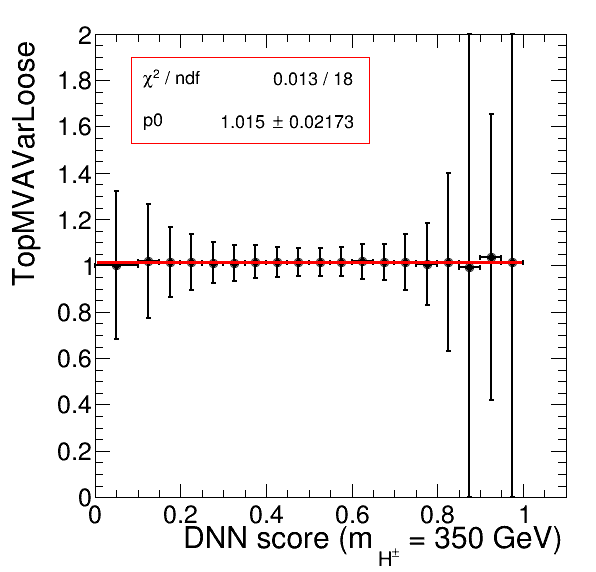 χ² / ndf 0.013 / 18
p0 1.015 ± 0.02173
TopMVAVarLoose
2
1.8
1.6
1.4
1.2
1
0.8
0.6
0.4
0.2
0
0 0.2 0.4 0.6 0.8 1
DNN score (m_H± = 350 GeV)